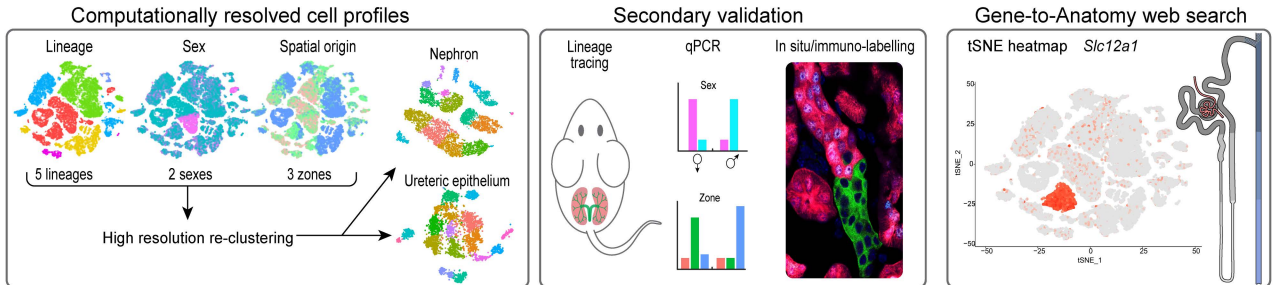 Computationally resolved cell profiles
Lineage
Sex
Spatial origin
Nephron
5 lineages
2 sexes
3 zones
Ureteric epithelium
High resolution re-clustering
Secondary validation
Lineage
tracing
qPCR
In situ/immuno-labelling
Sex
♀
♂
Zone
Gene-to-Anatomy web search
tSNE heatmap
Slc12a1
50
25
0
-25
-50
tSNE_2
-50
-25
0
25
50
tSNE_1